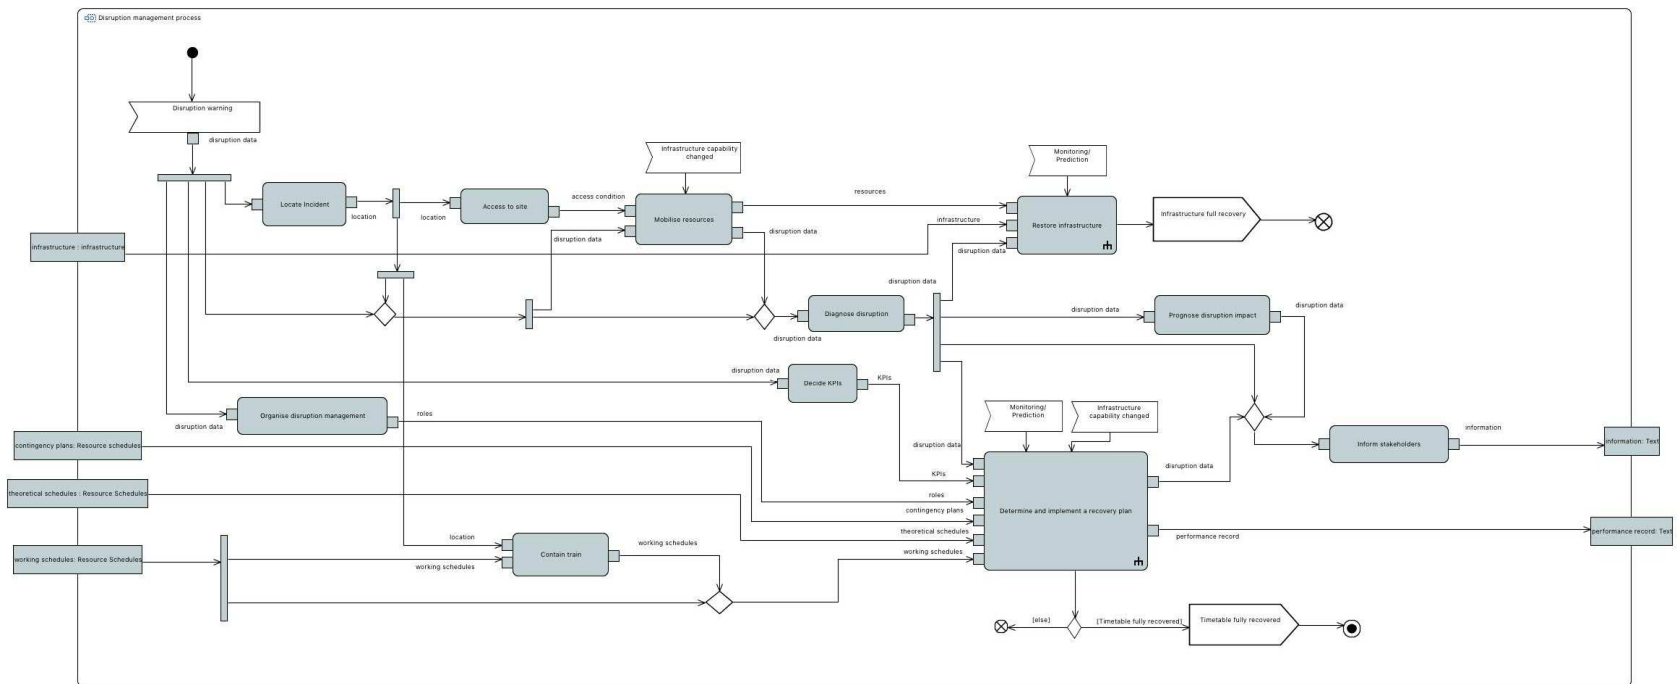 Disruption management process
Disruption warning
disruption data
Infrastructure capability
changed
Monitoring/
Prediction
Locate Incident
location
location
Access to site
access condition
Mobilise resources
disruption data
disruption data
resources
infrastructure
disruption data
Restore infrastructure
Infrastructure full recovery
infrastructure : infrastructure
Diagnose disruption
disruption data
disruption data
disruption data
Prognose disruption impact
disruption data
disruption data
Decide KPIs
KPIs
Organise disruption management
disruption data
roles
Monitoring/
Prediction
Infrastructure
capability changed
contingency plans: Resource schedules
theoretical schedules : Resource Schedules
working schedules: Resource Schedules
disruption data
KPIs
roles
contingency plans
theoretical schedules
working schedules
Determine and implement a recovery plan
disruption data
performance record
Inform stakeholders
information
information: Text
performance record: Text
location
working schedules
Contain train
working schedules
[else]
[Timetable fully recovered]
Timetable fully recovered